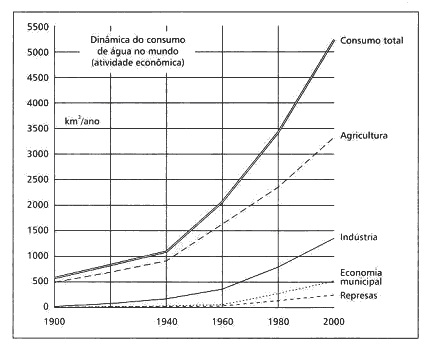 Dinâmica do consumo
de água no mundo
(atividade econômica)
km³/ano
5500
5000
4500
4000
3500
3000
2500
2000
1500
1000
500
0
1900
1940
1960
1980
2000
Consumo total
Agricultura
Indústria
Economia
municipal
Represas